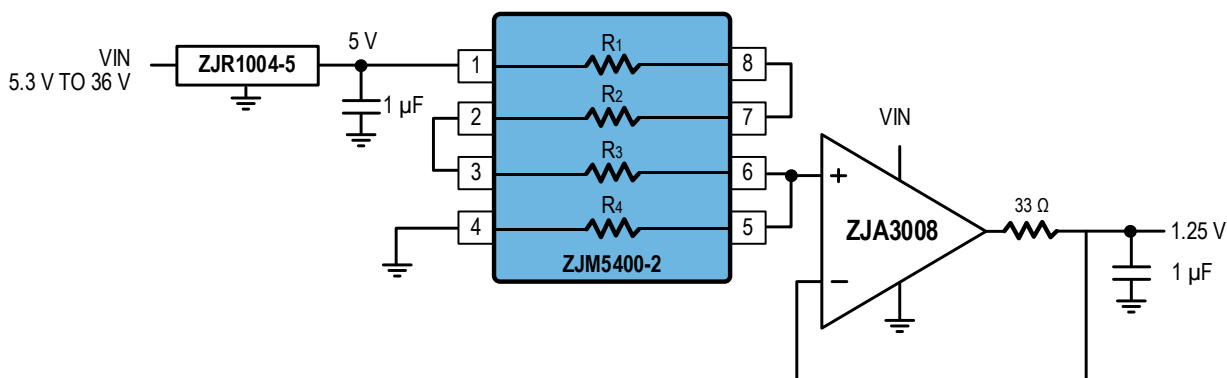 VIN
5.3 V TO 36 V
ZJR1004-5
5 V
1 µF
1
R1
8
2
R2
7
3
R3
6
4
R4
5
ZJM5400-2
VIN
+
ZJA3008
−
33 Ω
1.25 V
1 µF